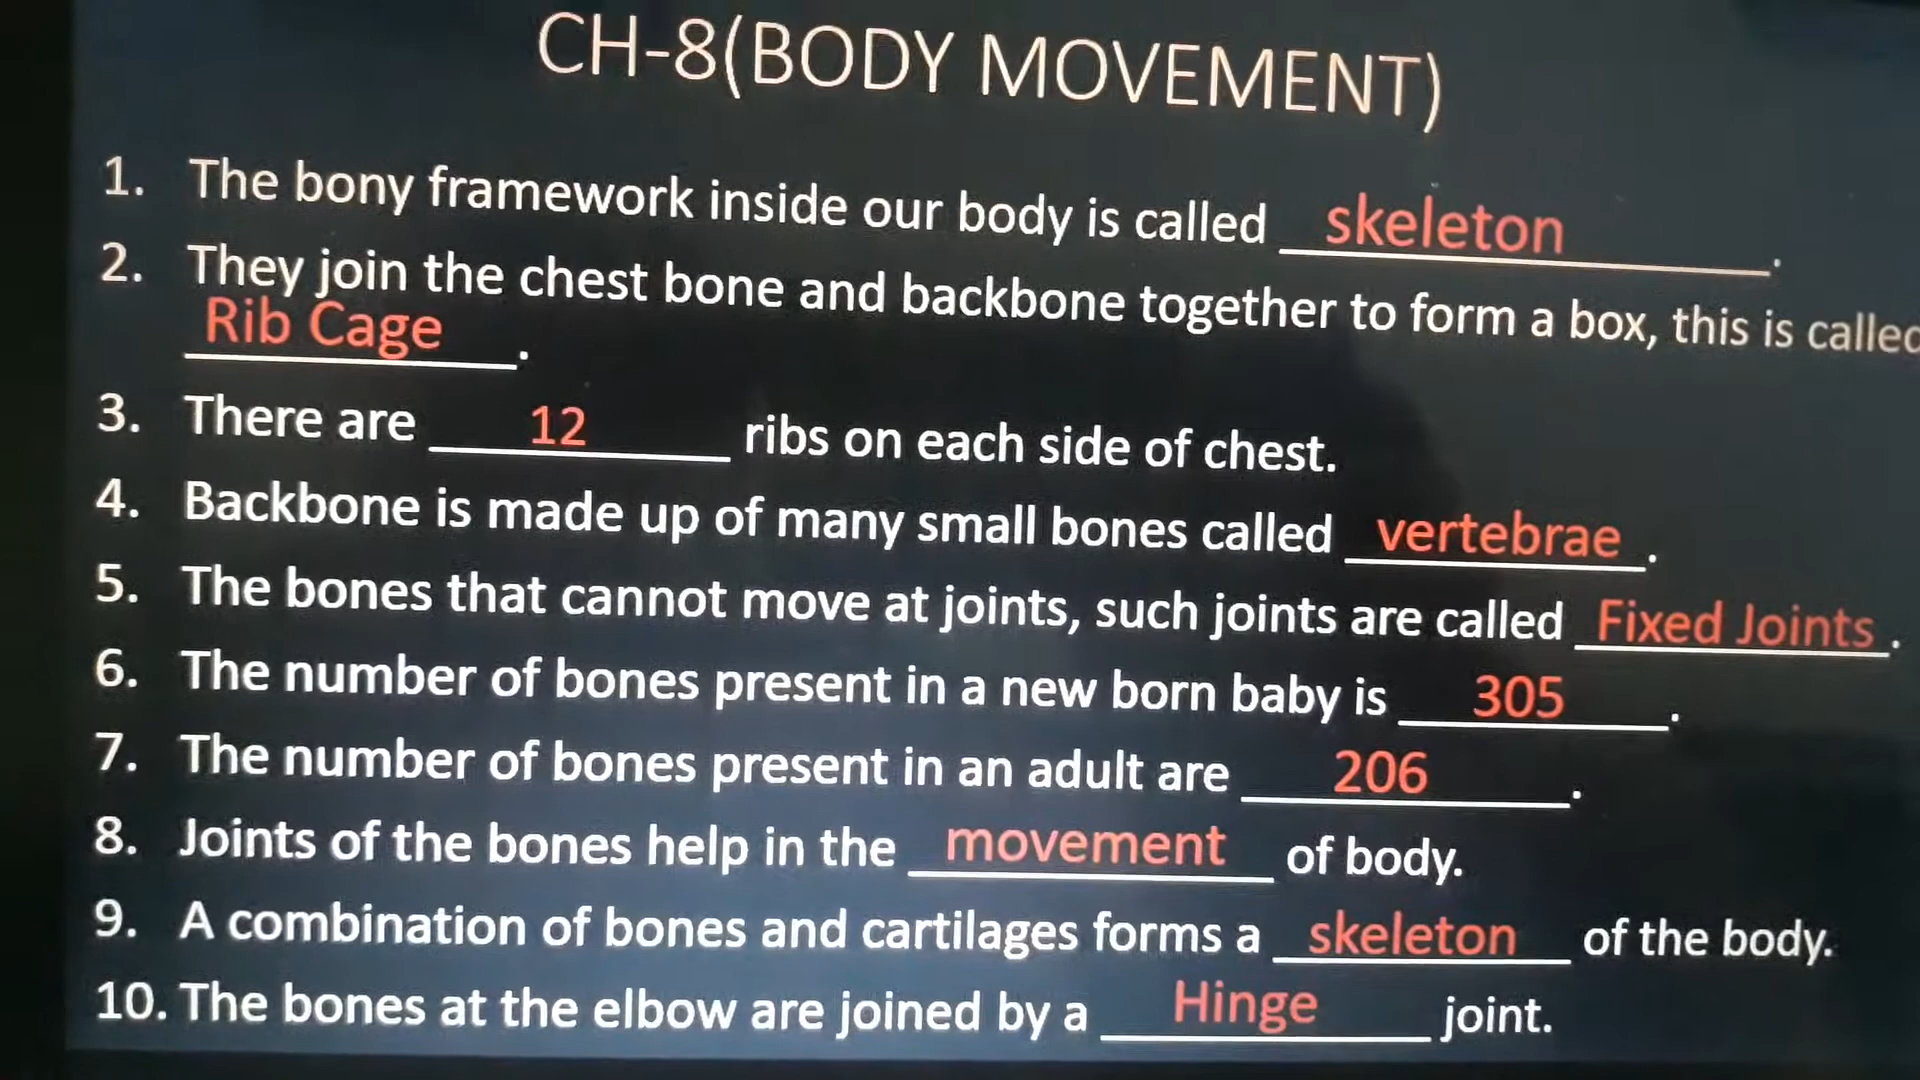 CH-8(BODY MOVEMENT)
1. The bony framework inside our body is called skeleton.
2. They join the chest bone and backbone together to form a box, this is called
Rib Cage.
3. There are 12 ribs on each side of chest.
4. Backbone is made up of many small bones called vertebrae.
5. The bones that cannot move at joints, such joints are called Fixed Joints.
6. The number of bones present in a new born baby is 305.
7. The number of bones present in an adult are 206.
8. Joints of the bones help in the movement of body.
9. A combination of bones and cartilages forms a skeleton of the body.
10. The bones at the elbow are joined by a Hinge joint.